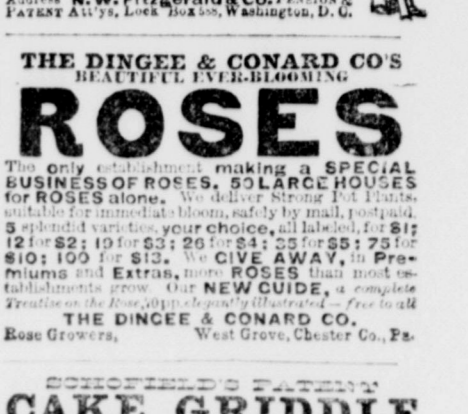 Address N. W. Fitzgerald & Co. PENSION &
PATENT Att'ys, Lock Box 588, Washington, D. C.
THE DINGEE & CONARD CO'S
BEAUTIFUL EVER-BLOOMING
ROSES
The only establishment making a SPECIAL
BUSINESS OF ROSES. 50 LARGE HOUSES
for ROSES alone. We deliver Strong Pot Plants,
suitable for immediate bloom, safely by mail, postpaid.
5 splendid varieties, your choice, all labeled, for $1;
12 for $2; 19 for $3; 26 for $4; 35 for $5; 75 for
$10; 100 for $13. We GIVE AWAY, in Pre-
miums and Extras, more ROSES than most es-
tablishments grow. Our NEW GUIDE, a complete
Treatise on the Rose, 70 pp. elegantly illustrated — free to all
THE DINGEE & CONARD CO.
Rose Growers, West Grove, Chester Co., Pa.
SCHOFIELD'S PATENT
CAKE GRIDDLE